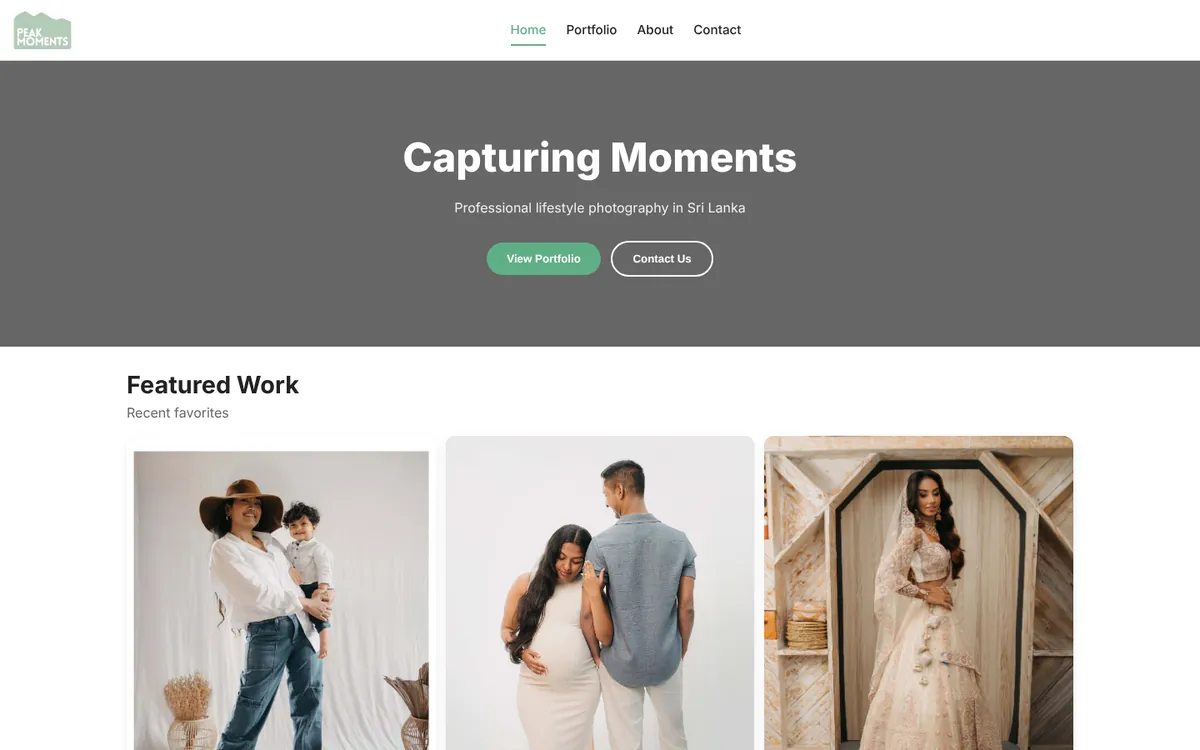 PEAK
MOMENTS
Home Portfolio About Contact
Capturing Moments
Professional lifestyle photography in Sri Lanka
View Portfolio Contact Us
Featured Work
Recent favorites